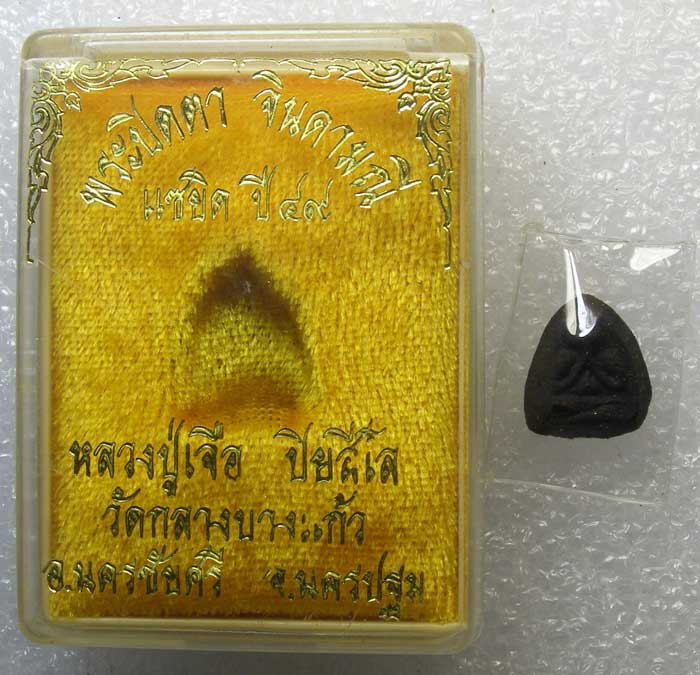 พระปิดตา จินดามณี
แซยิด ปี ๔๙
หลวงปู่เจือ ปิยสีโล
วัดกลางบางแก้ว
อ.นครชัยศรี จ.นครปฐม